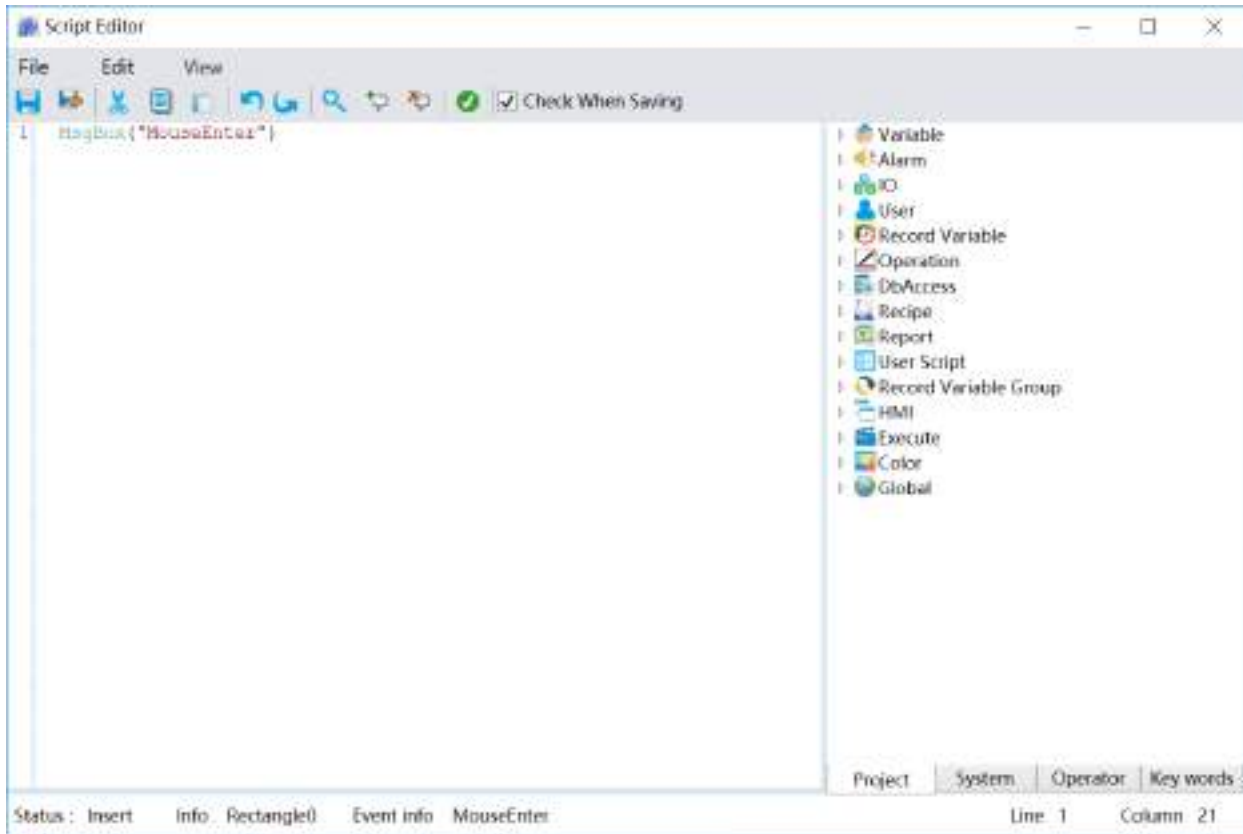 Script Editor
File Edit View
Check When Saving
1 MsgBox("MouseEnter")
Variable
Alarm
IO
User
Record Variable
Operation
DbAccess
Recipe
Report
User Script
Record Variable Group
HMI
Execute
Color
Global
Project System Operator Key words
Status : Insert Info Rectangle0 Event info MouseEnter Line 1 Column 21